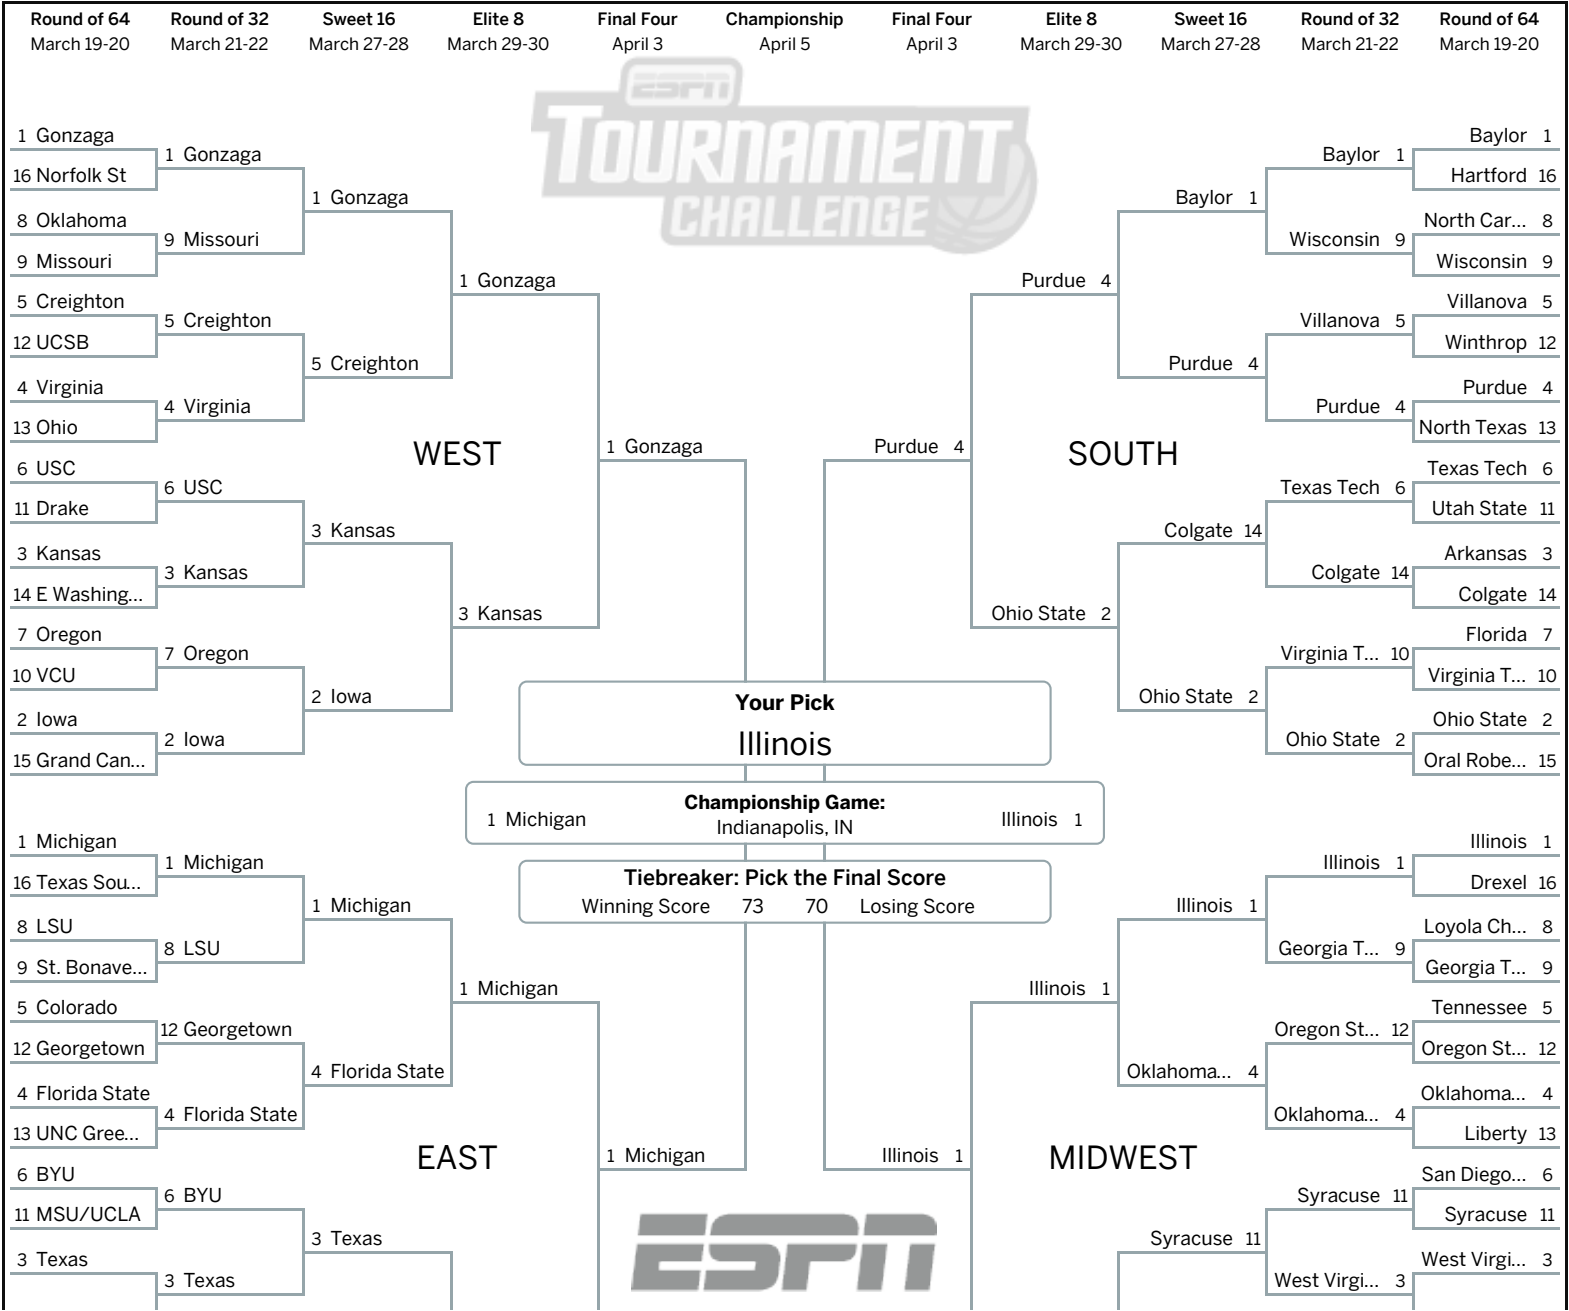 Round of 64 Round of 32 Sweet 16 Elite 8 Final Four Championship Final Four Elite 8 Sweet 16 Round of 32 Round of 64
March 19-20 March 21-22 March 27-28 March 29-30 April 3 April 5 April 3 March 29-30 March 27-28 March 21-22 March 19-20
ESPN
TOURNAMENT
CHALLENGE
1 Gonzaga
16 Norfolk St
8 Oklahoma
9 Missouri
5 Creighton
12 UCSB
4 Virginia
13 Ohio
6 USC
11 Drake
3 Kansas
14 E Washing...
7 Oregon
10 VCU
2 Iowa
15 Grand Can...
1 Gonzaga
9 Missouri
5 Creighton
4 Virginia
6 USC
3 Kansas
7 Oregon
2 Iowa
1 Gonzaga
5 Creighton
3 Kansas
2 Iowa
1 Gonzaga
3 Kansas
1 Gonzaga
WEST
Baylor 1
Hartford 16
North Car... 8
Wisconsin 9
Villanova 5
Winthrop 12
Purdue 4
North Texas 13
Texas Tech 6
Utah State 11
Arkansas 3
Colgate 14
Florida 7
Virginia T... 10
Ohio State 2
Oral Robe... 15
Baylor 1
Wisconsin 9
Villanova 5
Purdue 4
Texas Tech 6
Colgate 14
Virginia T... 10
Ohio State 2
Baylor 1
Purdue 4
Colgate 14
Ohio State 2
Purdue 4
Ohio State 2
Purdue 4
SOUTH
Your Pick
Illinois
Championship Game:
1 Michigan Indianapolis, IN Illinois 1
Tiebreaker: Pick the Final Score
Winning Score 73 70 Losing Score
1 Michigan
16 Texas Sou...
8 LSU
9 St. Bonave...
5 Colorado
12 Georgetown
4 Florida State
13 UNC Gree...
6 BYU
11 MSU/UCLA
3 Texas
1 Michigan
8 LSU
12 Georgetown
4 Florida State
6 BYU
3 Texas
1 Michigan
4 Florida State
3 Texas
1 Michigan
1 Michigan
EAST
Illinois 1
Drexel 16
Loyola Ch... 8
Georgia T... 9
Tennessee 5
Oregon St... 12
Oklahoma... 4
Liberty 13
San Diego... 6
Syracuse 11
West Virgi... 3
Illinois 1
Georgia T... 9
Oregon St... 12
Oklahoma... 4
Syracuse 11
West Virgi... 3
Illinois 1
Oklahoma... 4
Syracuse 11
Illinois 1
Illinois 1
MIDWEST
ESPN